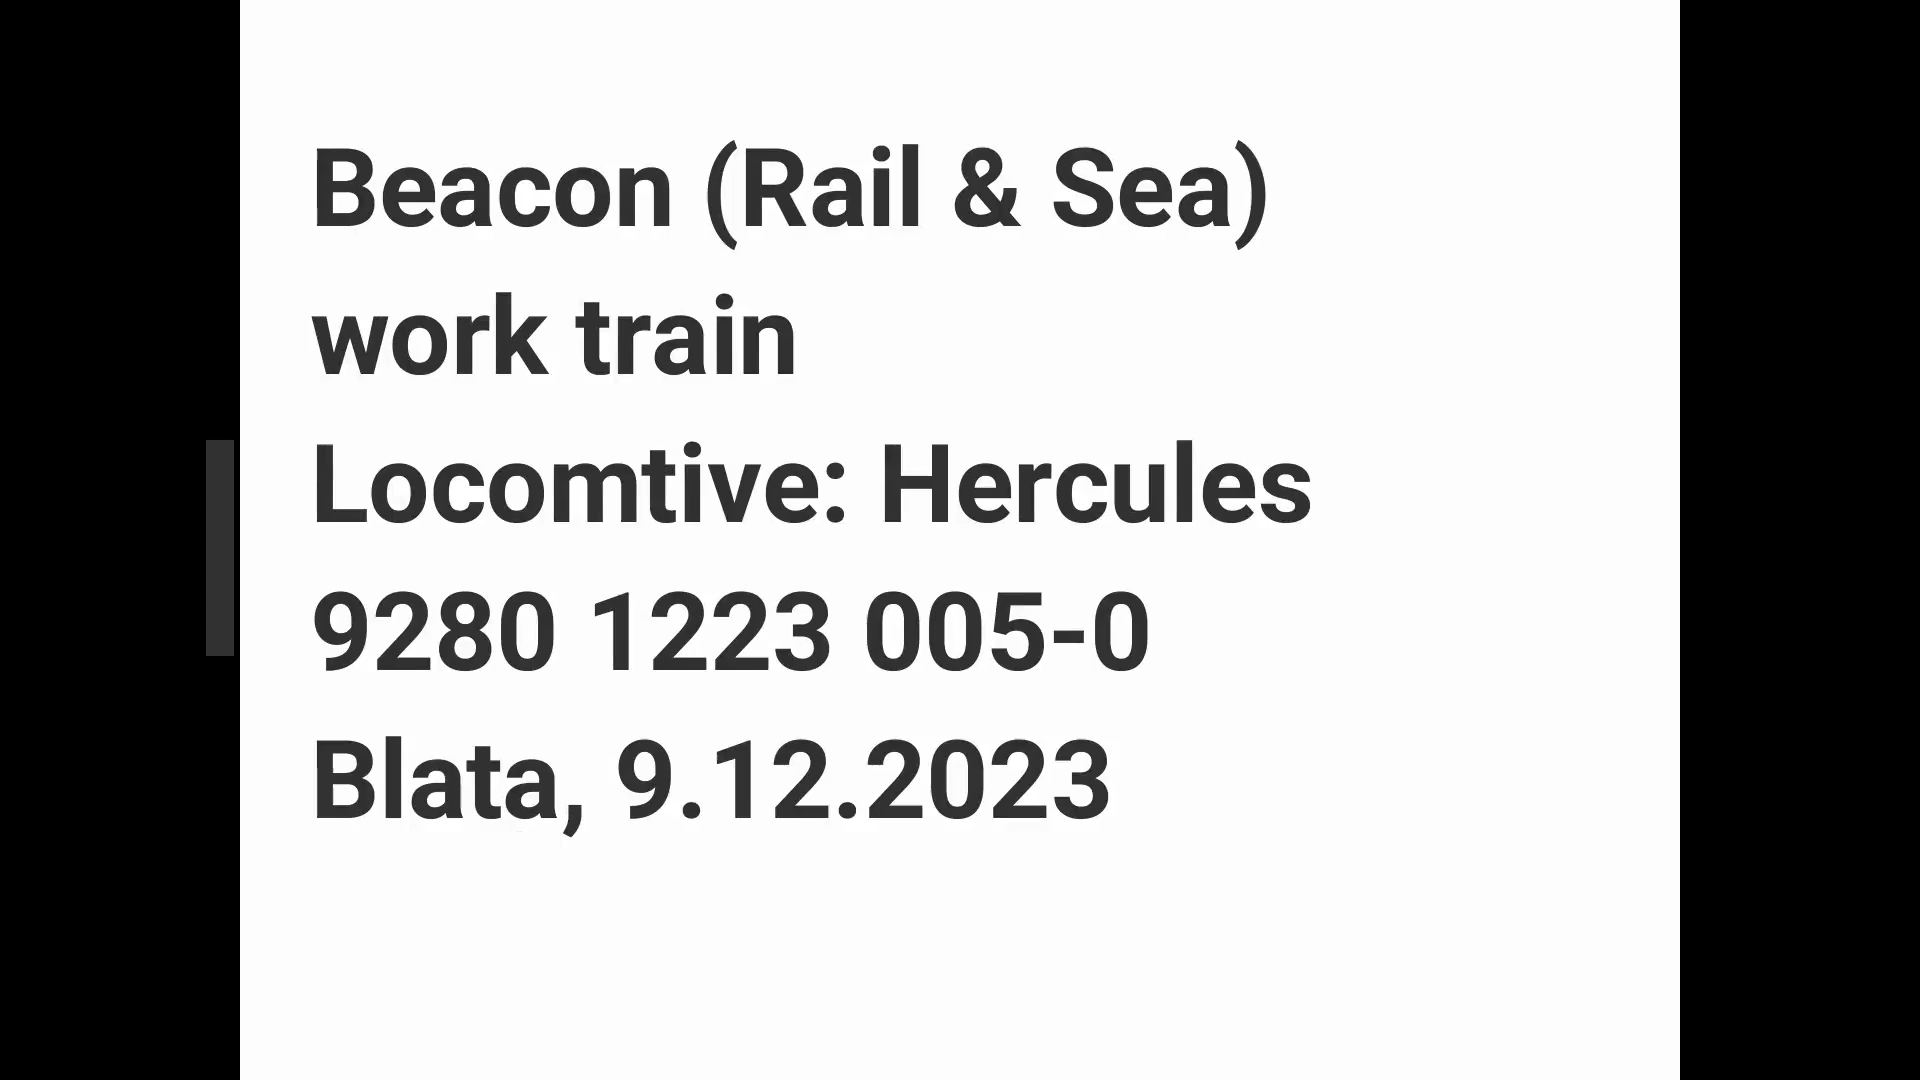 Beacon (Rail & Sea)
work train
Locomtive: Hercules
9280 1223 005-0
Blata, 9.12.2023